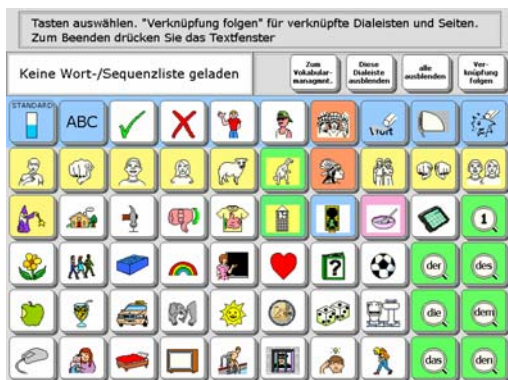 Tasten auswählen. "Verknüpfung folgen" für verknüpfte Dialeisten und Seiten.
Zum Beenden drücken Sie das Textfenster
Keine Wort-/Sequenzliste geladen
Zum
Vokabular-
managmnt.
Diese
Dialeiste
ausblenden
alle
ausblenden
Ver-
knüpfung
folgen
STANDARD
ABC
Wort
1
?
der
des
die
dem
das
den